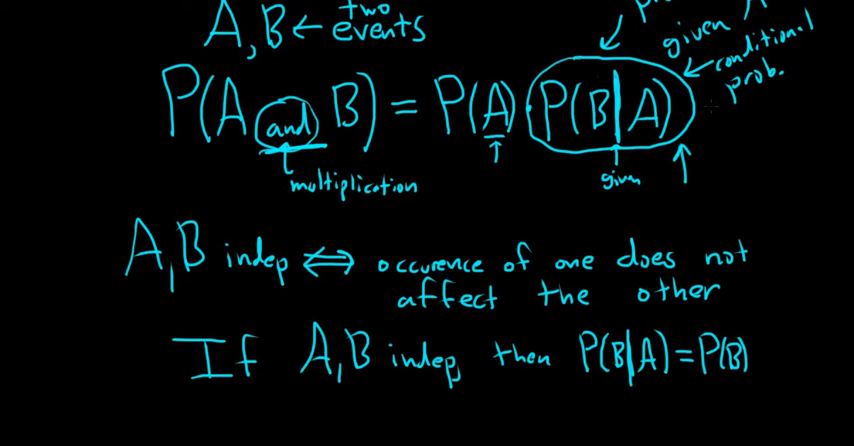 A, B ← two events
given
conditional prob.
P(A and B) = P(A) · P(B|A)
multiplication
given
A, B indep ⟺ occurence of one does not
affect the other
If A, B indep, then P(B|A) = P(B)